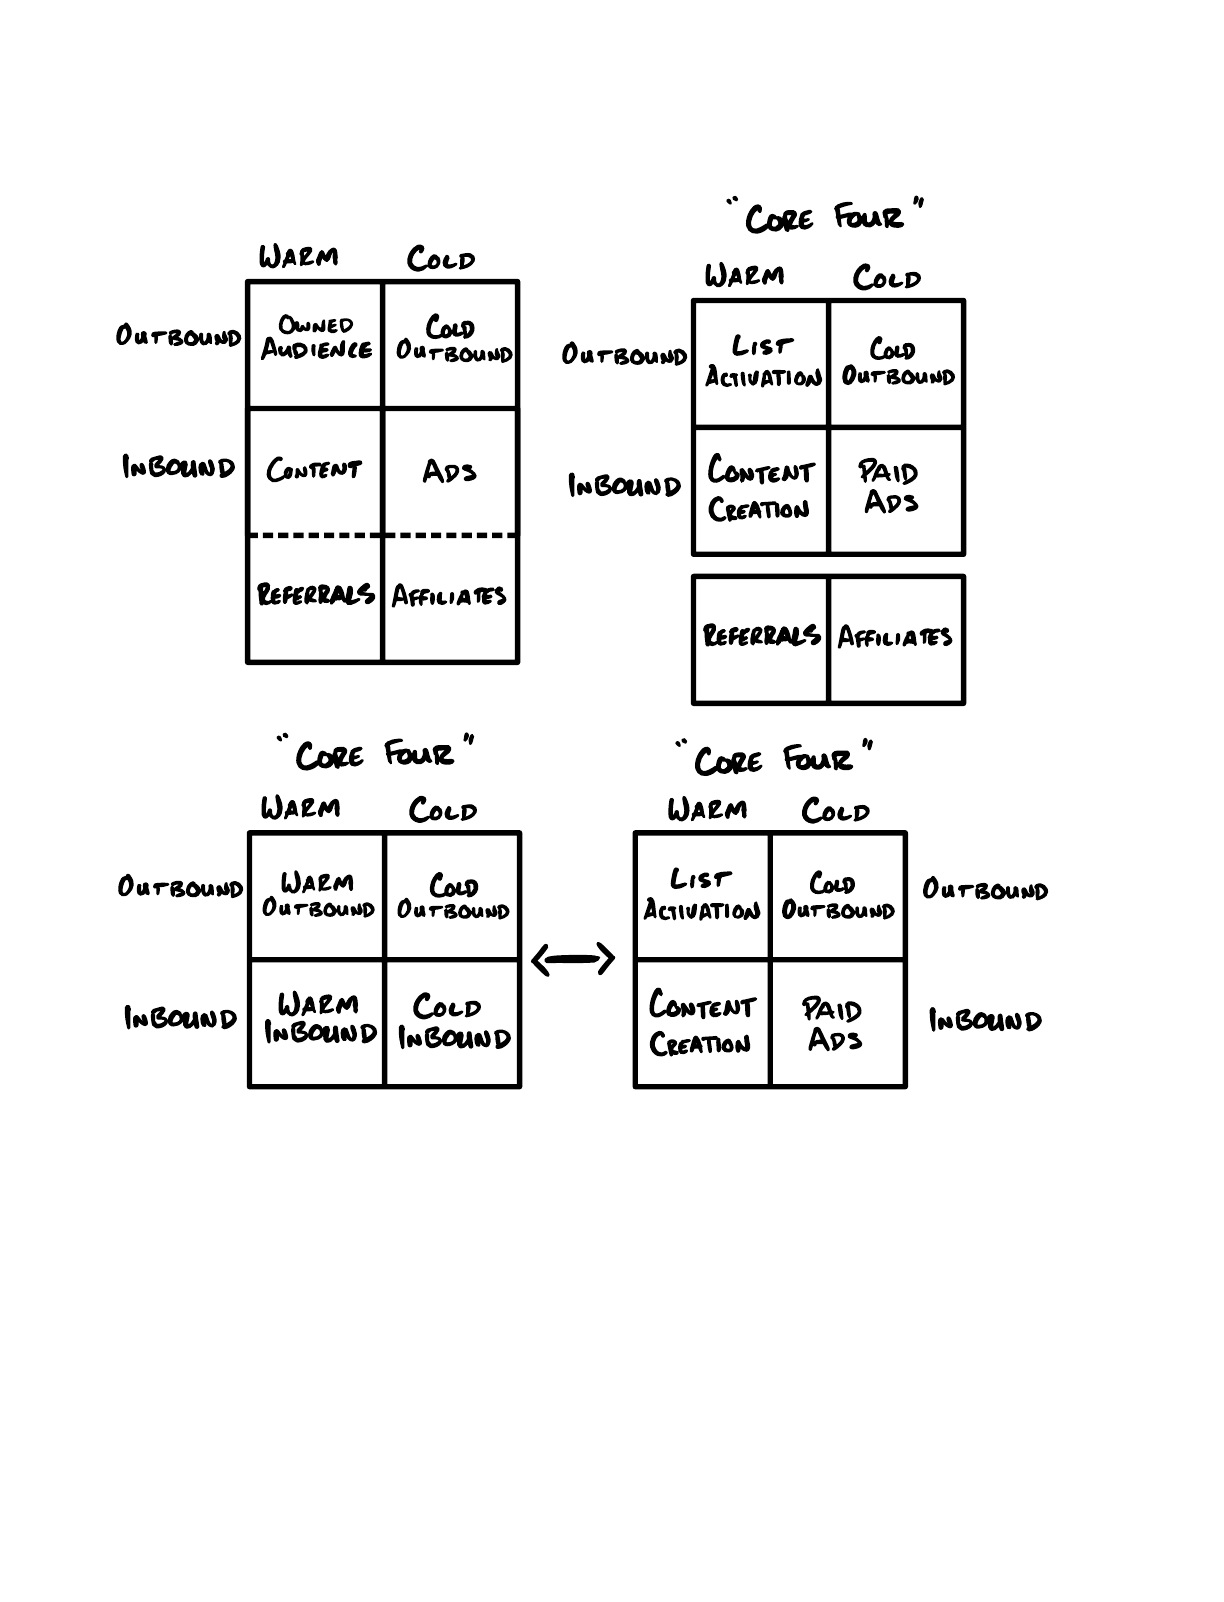 WARM COLD
OUTBOUND OWNED AUDIENCE COLD OUTBOUND
INBOUND CONTENT ADS
REFERRALS AFFILIATES
"CORE FOUR"
WARM COLD
OUTBOUND LIST ACTIVATION COLD OUTBOUND
INBOUND CONTENT CREATION PAID ADS
REFERRALS AFFILIATES
"CORE FOUR"
WARM COLD
OUTBOUND WARM OUTBOUND COLD OUTBOUND
INBOUND WARM INBOUND COLD INBOUND
"CORE FOUR"
WARM COLD
LIST ACTIVATION COLD OUTBOUND OUTBOUND
CONTENT CREATION PAID ADS INBOUND